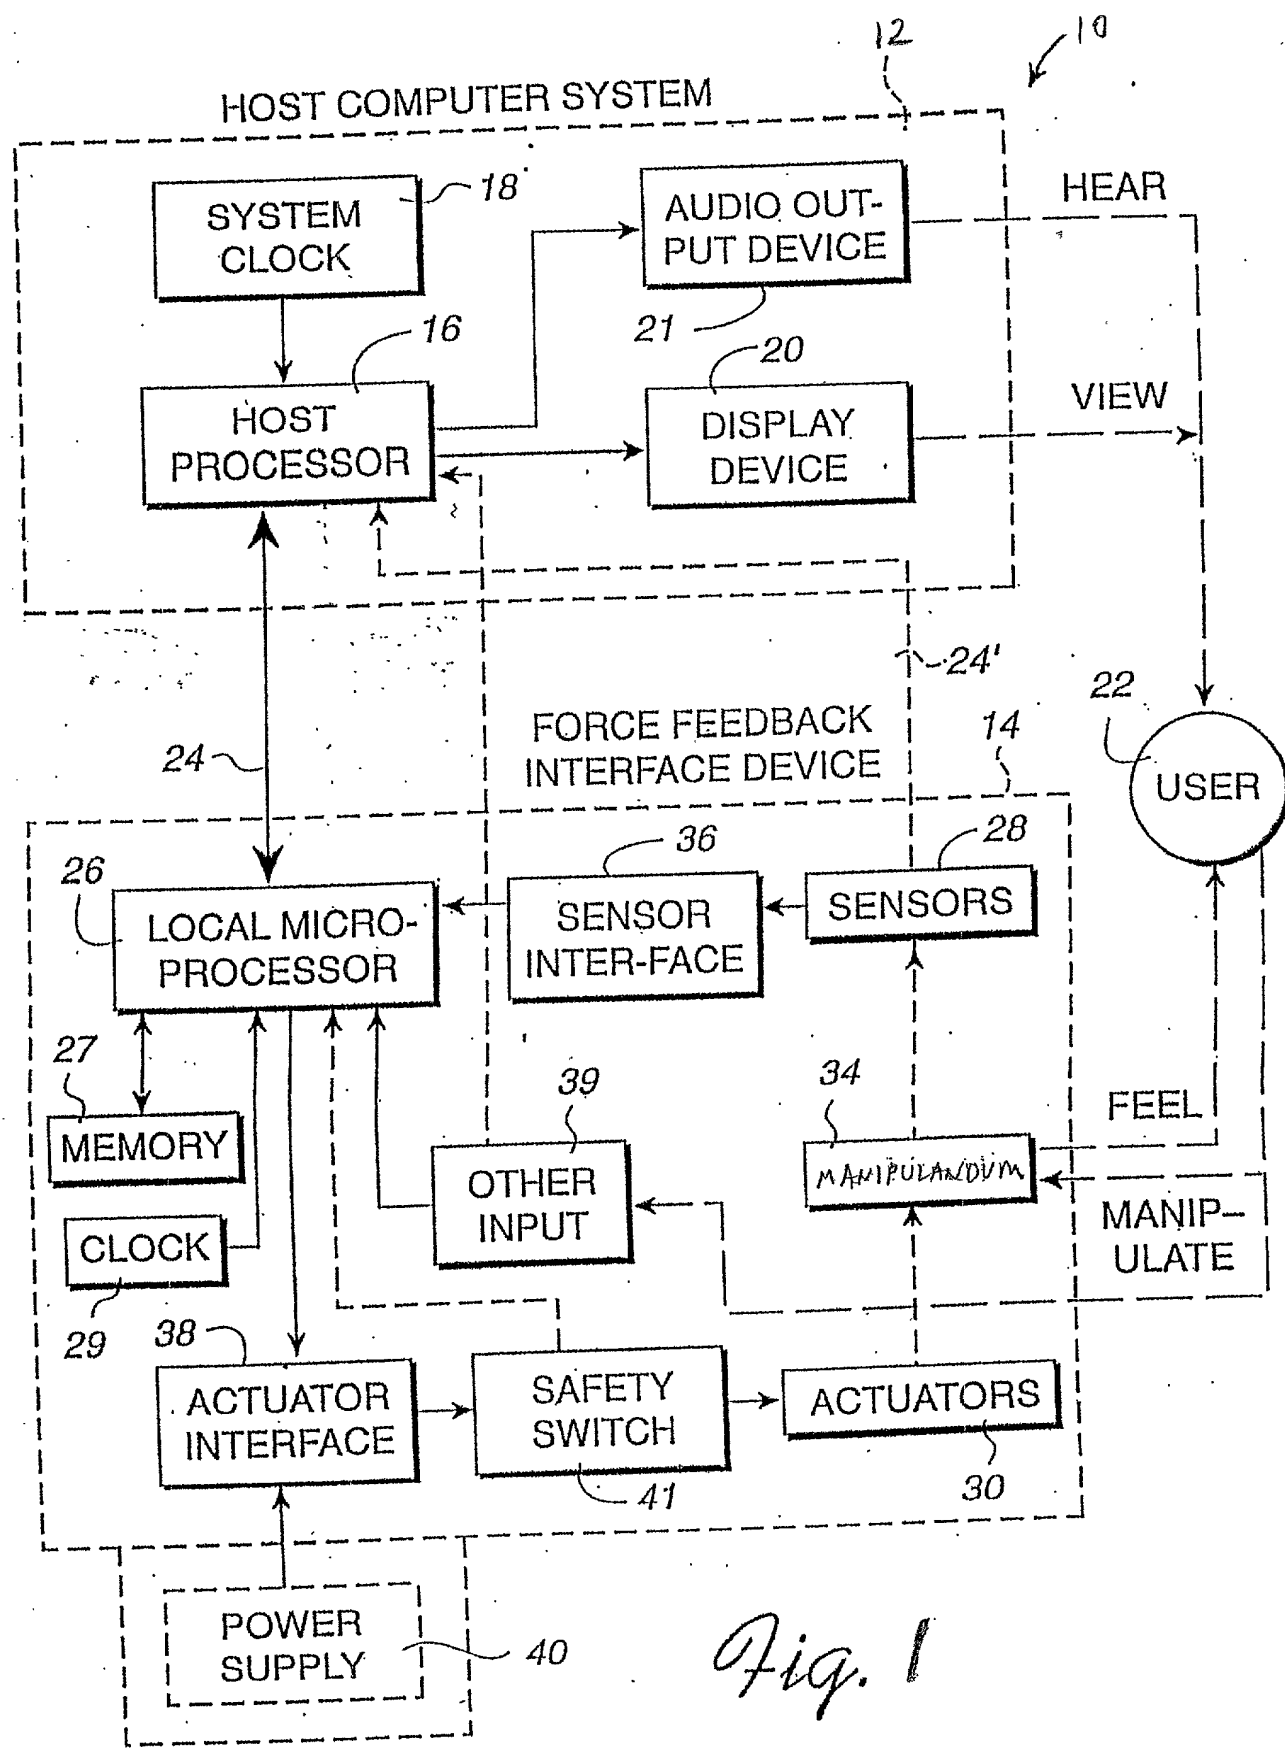 12
10
HOST COMPUTER SYSTEM
SYSTEM
CLOCK
18
AUDIO OUT-
PUT DEVICE
21
HEAR
16
HOST
PROCESSOR
20
DISPLAY
DEVICE
VIEW
24'
24
FORCE FEEDBACK
INTERFACE DEVICE
14
22
USER
26
LOCAL MICRO-
PROCESSOR
36
SENSOR
INTER-FACE
28
SENSORS
27
MEMORY
CLOCK
29
39
OTHER
INPUT
34
MANIPULANDUM
FEEL
MANIP-
ULATE
38
ACTUATOR
INTERFACE
SAFETY
SWITCH
41
ACTUATORS
30
POWER
SUPPLY
40
Fig. 1